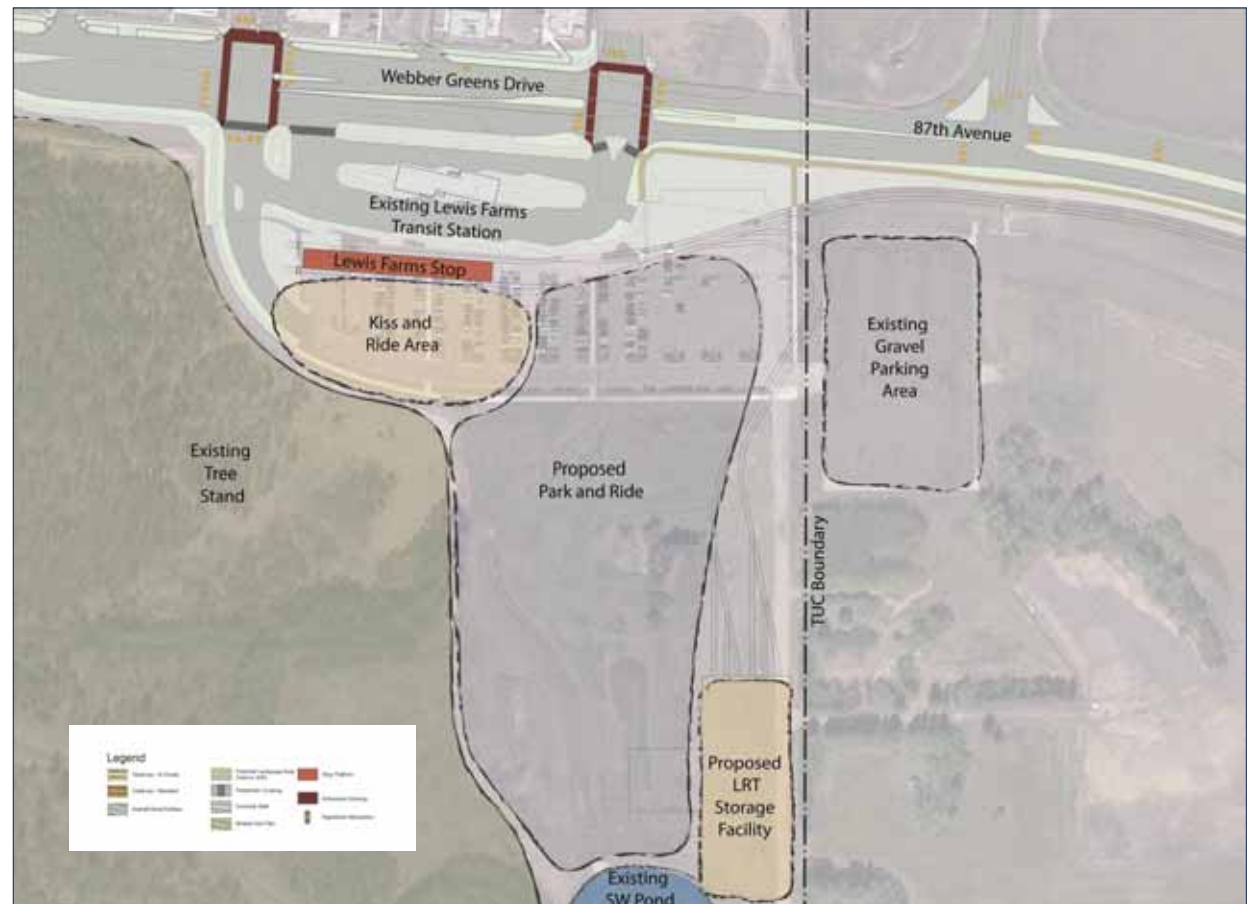 Webber Greens Drive
87th Avenue
Existing Lewis Farms
Transit Station
Lewis Farms Stop
Kiss and
Ride Area
Existing
Gravel
Parking
Area
Existing
Tree
Stand
Proposed
Park and Ride
TUC Boundary
Proposed
LRT
Storage
Facility
Existing
SW Pond
Legend